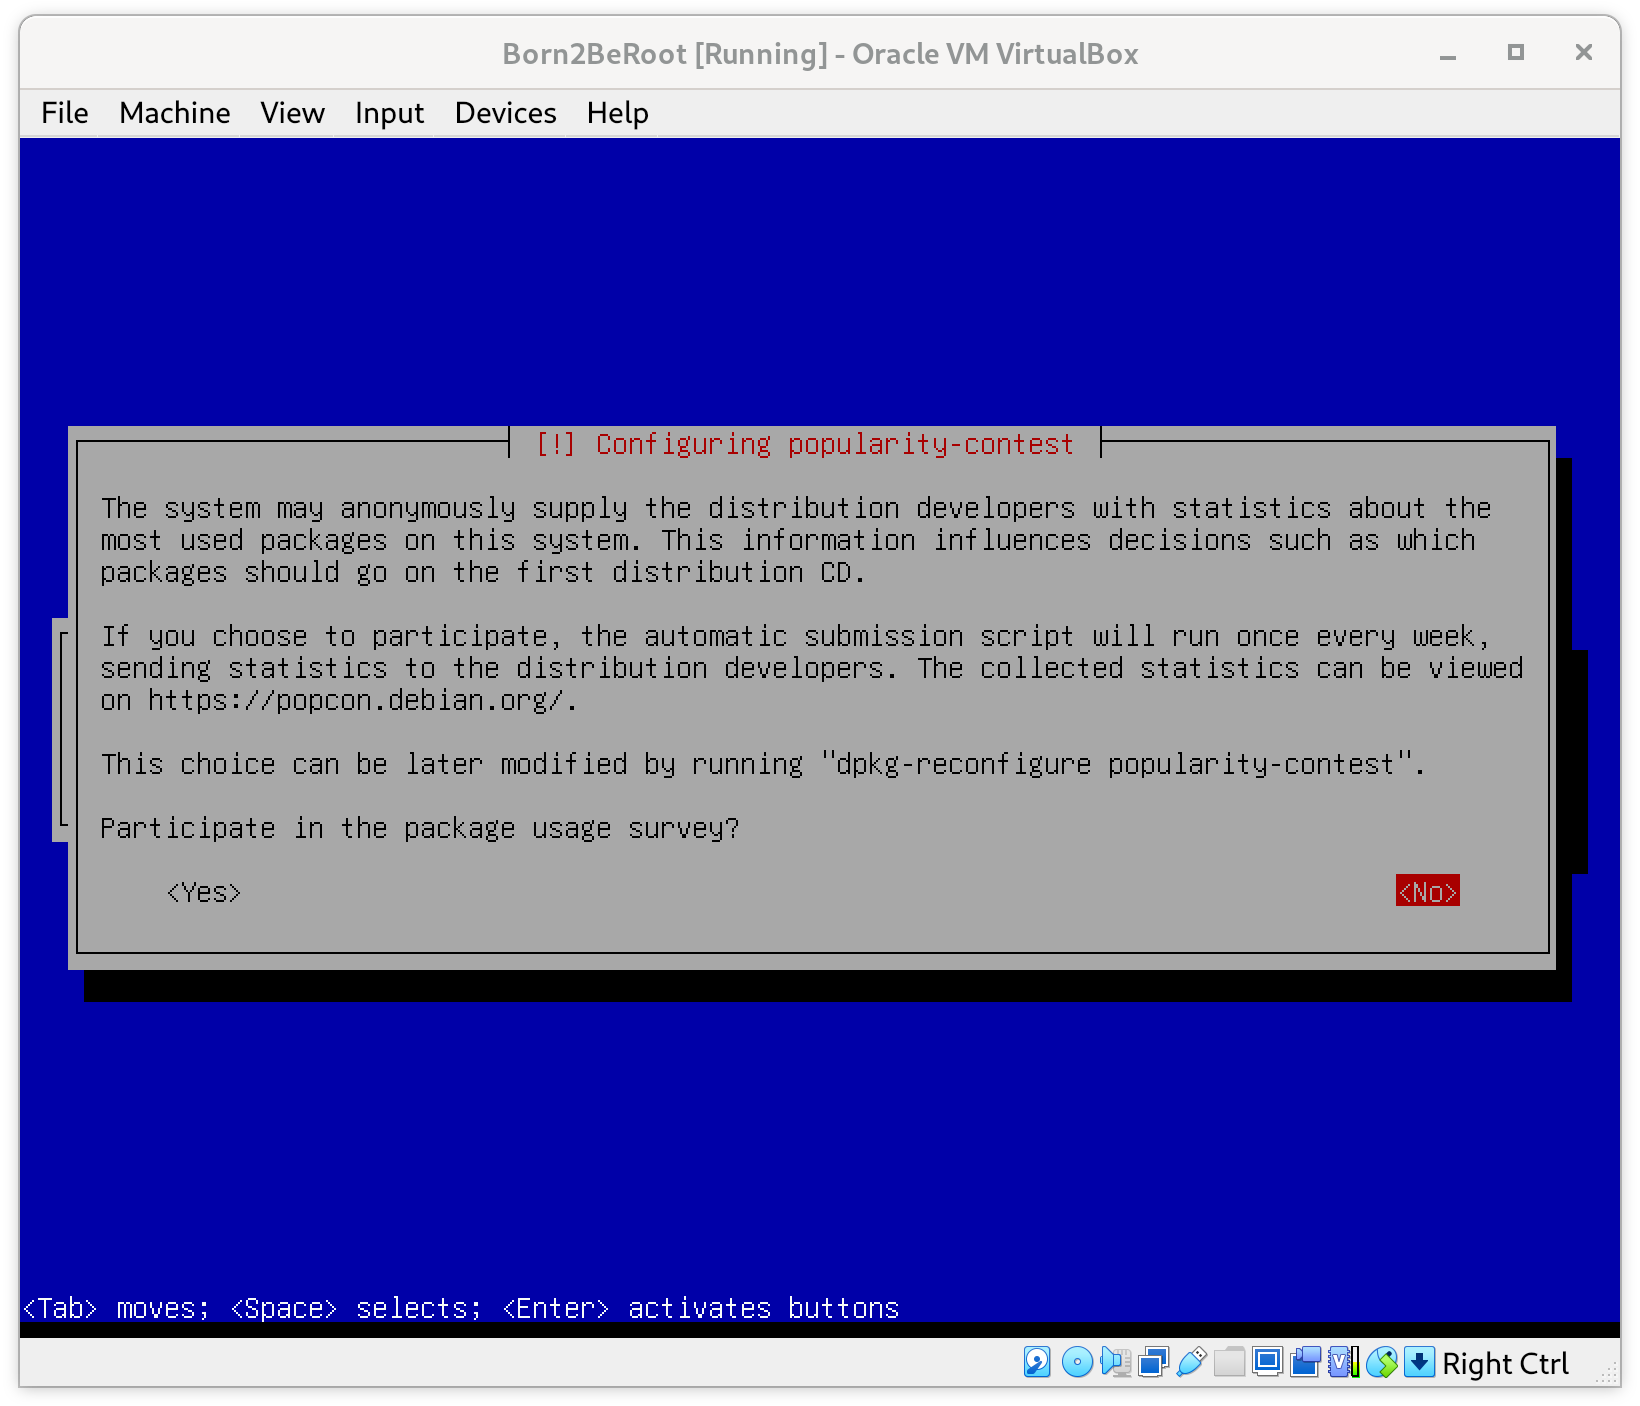 Born2BeRoot [Running] - Oracle VM VirtualBox
File Machine View Input Devices Help
[!] Configuring popularity-contest
The system may anonymously supply the distribution developers with statistics about the
most used packages on this system. This information influences decisions such as which
packages should go on the first distribution CD.
If you choose to participate, the automatic submission script will run once every week,
sending statistics to the distribution developers. The collected statistics can be viewed
on https://popcon.debian.org/.
This choice can be later modified by running "dpkg-reconfigure popularity-contest".
Participate in the package usage survey?
<Yes> <No>
<Tab> moves; <Space> selects; <Enter> activates buttons
Right Ctrl